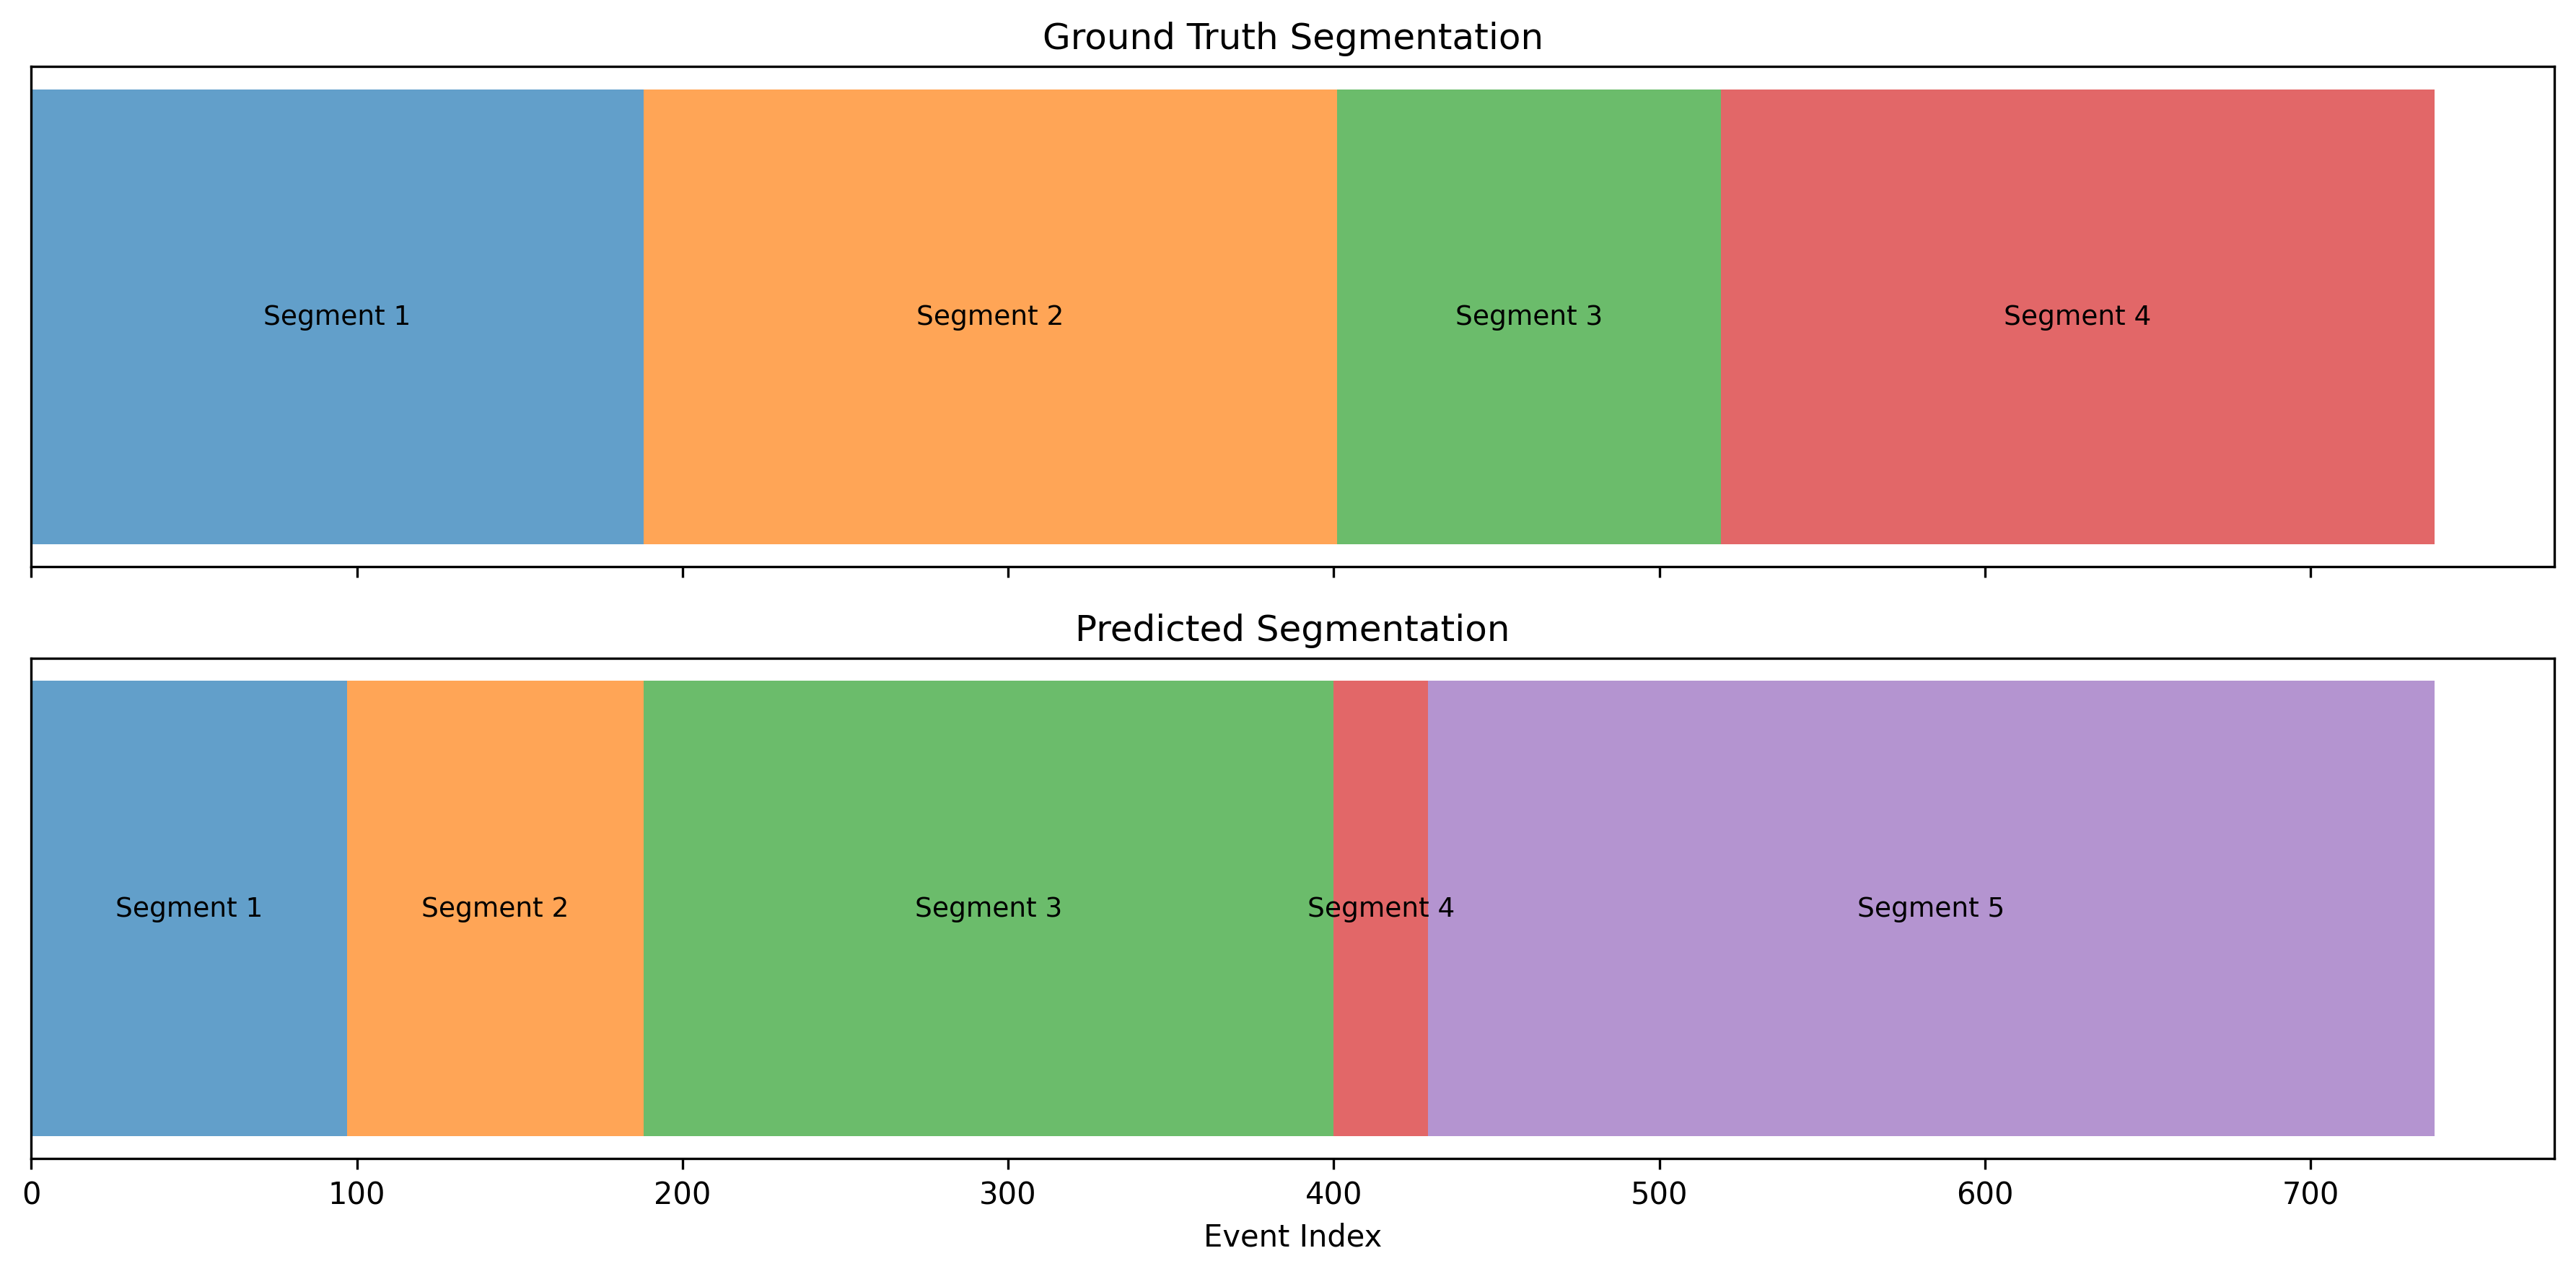 Ground Truth Segmentation
Segment 1 Segment 2 Segment 3 Segment 4
Predicted Segmentation
Segment 1 Segment 2 Segment 3 Segment 4 Segment 5
0 100 200 300 400 500 600 700
Event Index